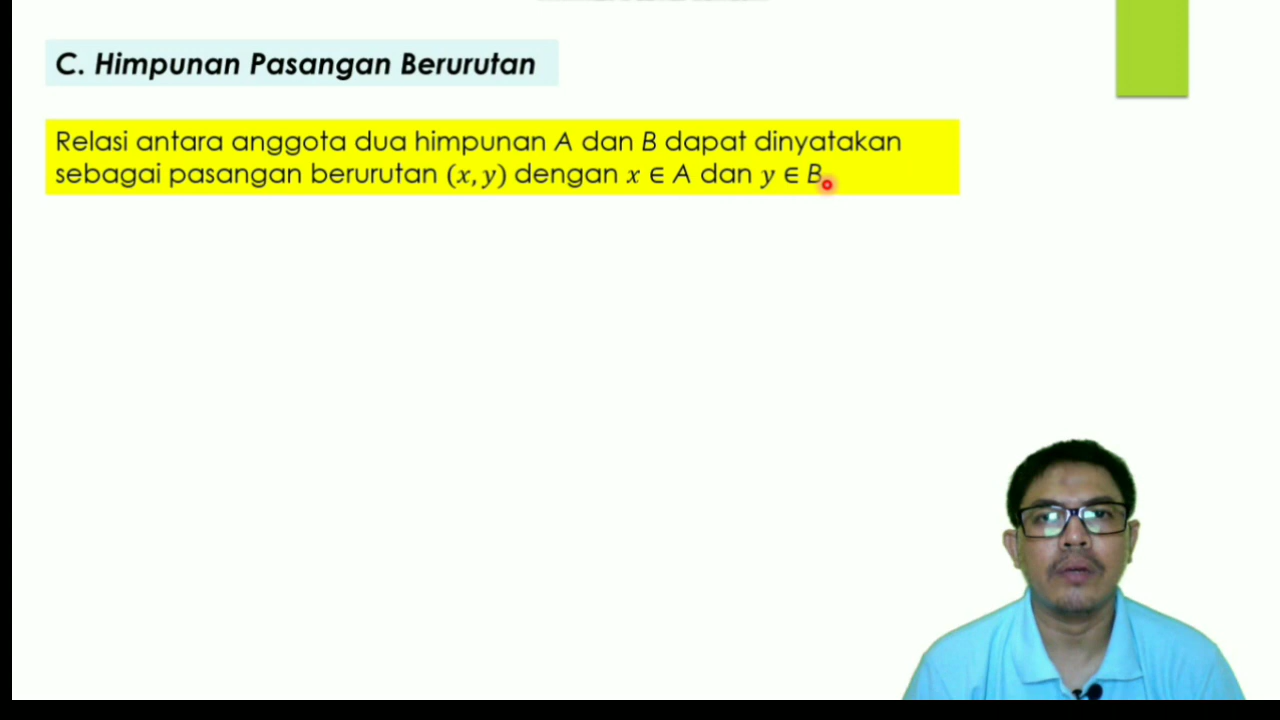 C. Himpunan Pasangan Berurutan
Relasi antara anggota dua himpunan A dan B dapat dinyatakan
sebagai pasangan berurutan (x, y) dengan x ∈ A dan y ∈ B